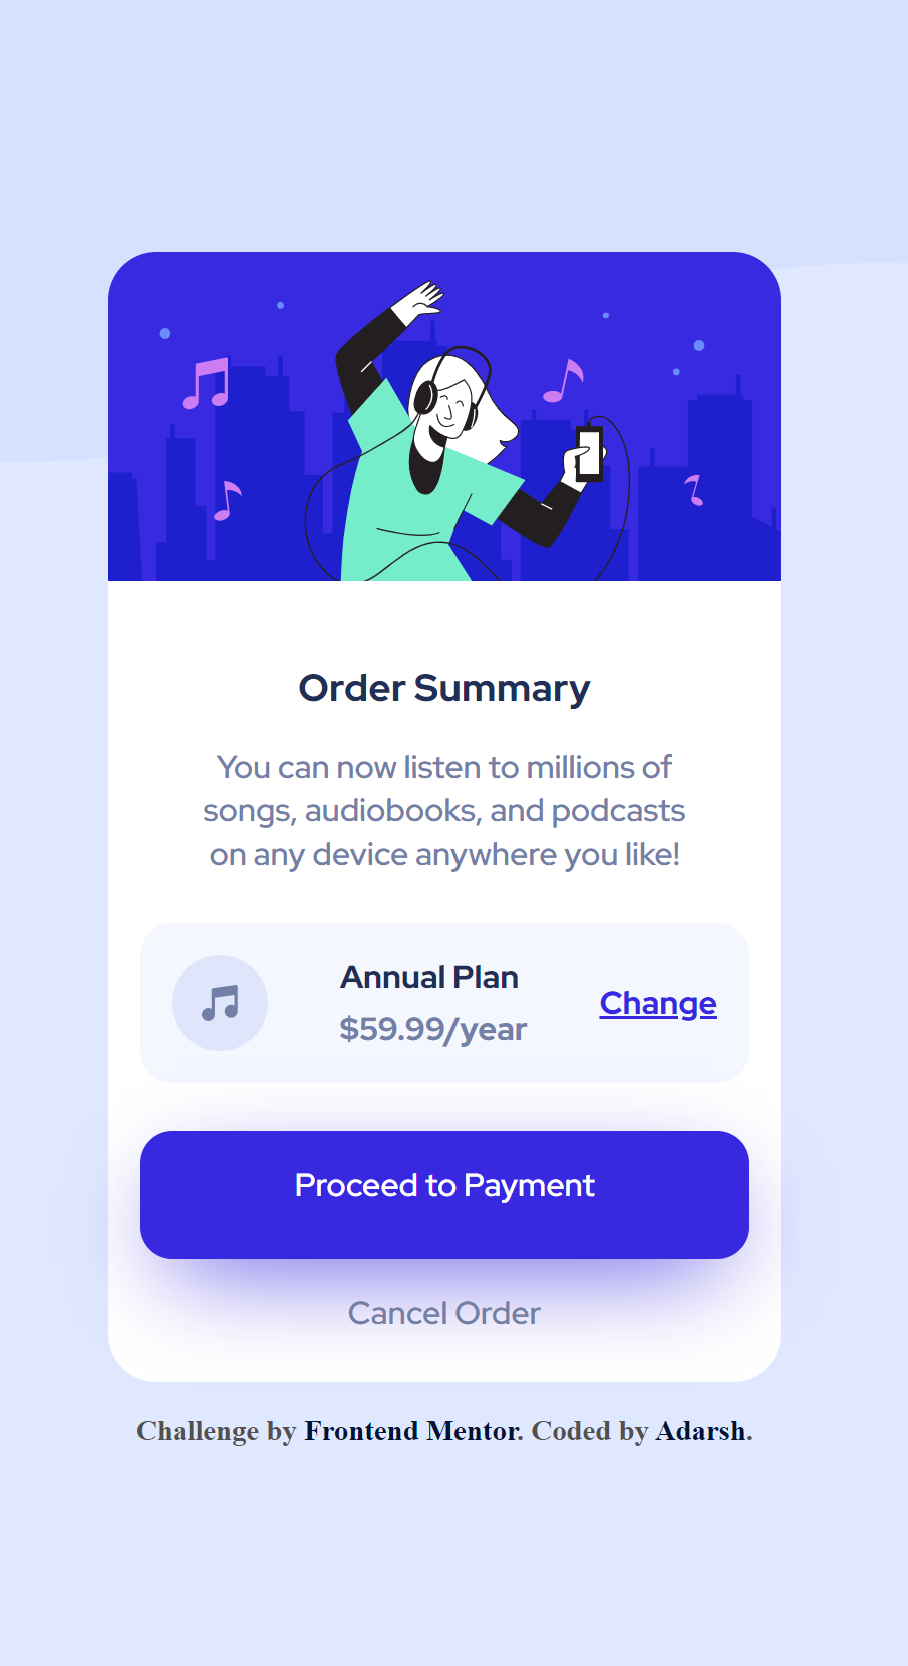 Order Summary
You can now listen to millions of
songs, audiobooks, and podcasts
on any device anywhere you like!
Annual Plan
$59.99/year
Change
Proceed to Payment
Cancel Order
Challenge by Frontend Mentor. Coded by Adarsh.